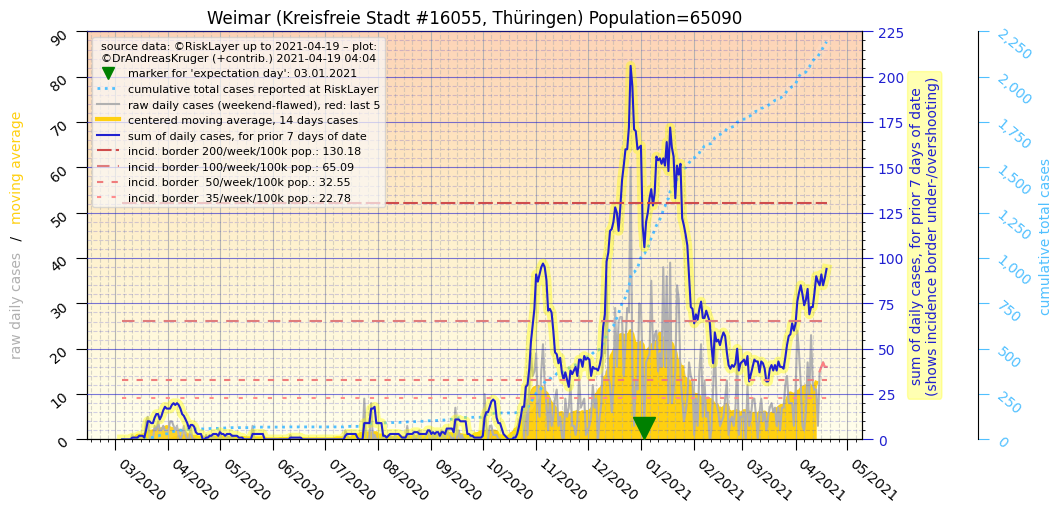 Weimar (Kreisfreie Stadt #16055, Thüringen) Population=65090
source data: ©RiskLayer up to 2021-04-19 – plot:
©DrAndreasKruger (+contrib.) 2021-04-19 04:04
marker for 'expectation day': 03.01.2021
cumulative total cases reported at RiskLayer
raw daily cases (weekend-flawed), red: last 5
centered moving average, 14 days cases
sum of daily cases, for prior 7 days of date
incid. border 200/week/100k pop.: 130.18
incid. border 100/week/100k pop.: 65.09
incid. border  50/week/100k pop.: 32.55
incid. border  35/week/100k pop.: 22.78
raw daily cases  /  moving average
90
80
70
60
50
40
30
20
10
0
03/2020
04/2020
05/2020
06/2020
07/2020
08/2020
09/2020
10/2020
11/2020
12/2020
01/2021
02/2021
03/2021
04/2021
05/2021
225
200
175
150
125
100
75
50
25
0
sum of daily cases, for prior 7 days of date
(shows incidence border under-/overshooting)
2,250
2,000
1,750
1,500
1,250
1,000
750
500
250
0
cumulative total cases